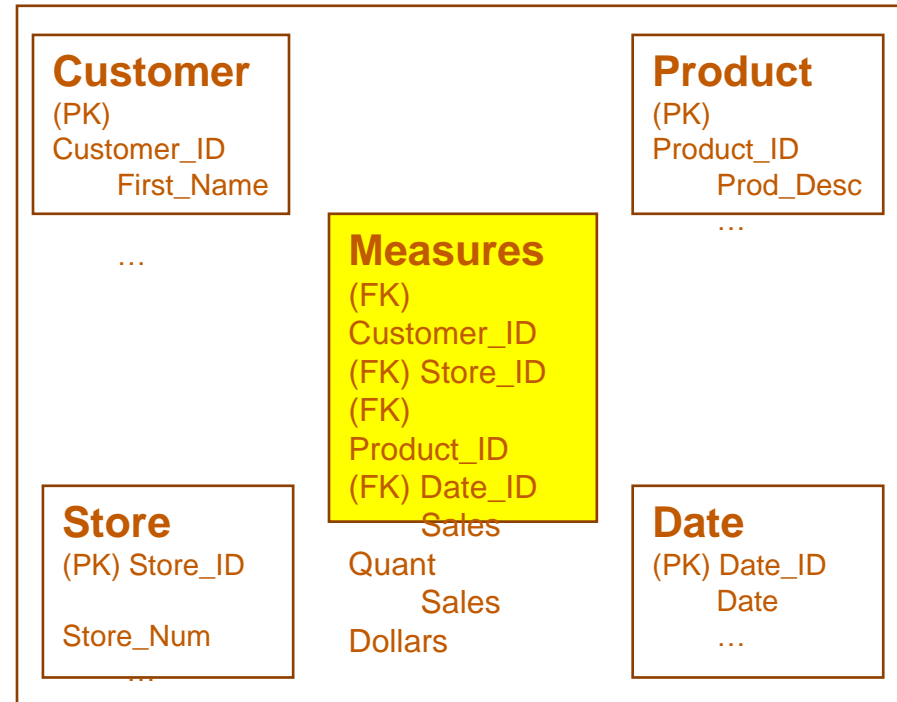 Customer
(PK)
Customer_ID
First_Name
…
Product
(PK)
Product_ID
Prod_Desc
…
Measures
(FK)
Customer_ID
(FK) Store_ID
(FK)
Product_ID
(FK) Date_ID
Sales
Quant
Sales
Dollars
Store
(PK) Store_ID
Store_Num
…
Date
(PK) Date_ID
Date
…